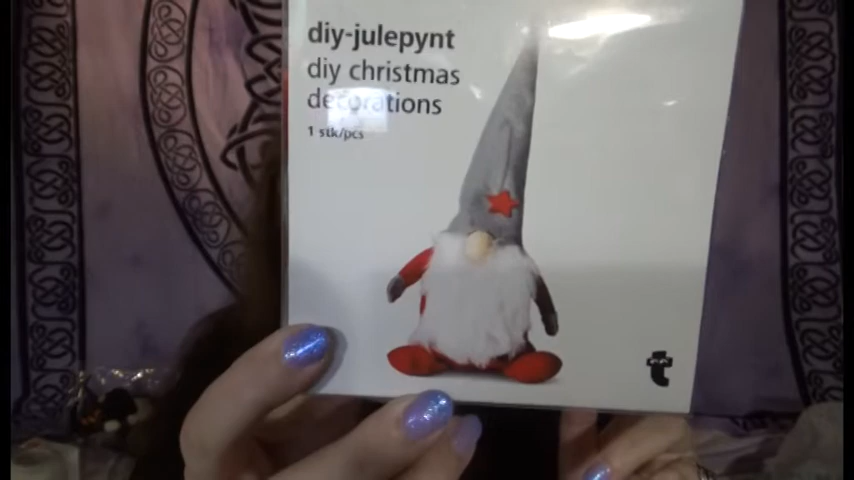 diy-julepynt
diy christmas
decorations
1 stk/pcs
t